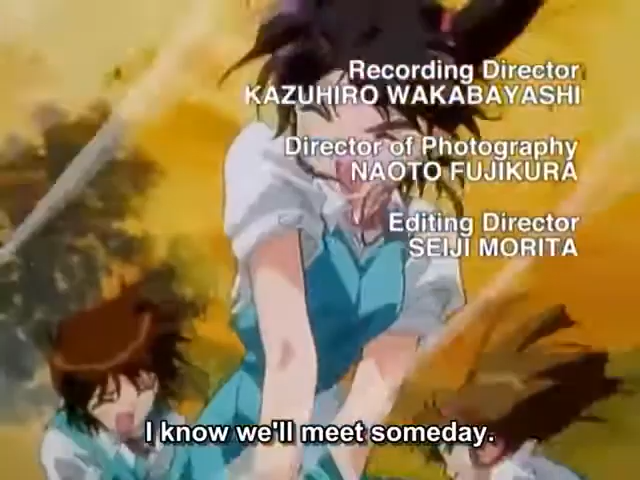 Recording Director
KAZUHIRO WAKABAYASHI
Director of Photography
NAOTO FUJIKURA
Editing Director
SEIJI MORITA
I know we'll meet someday.